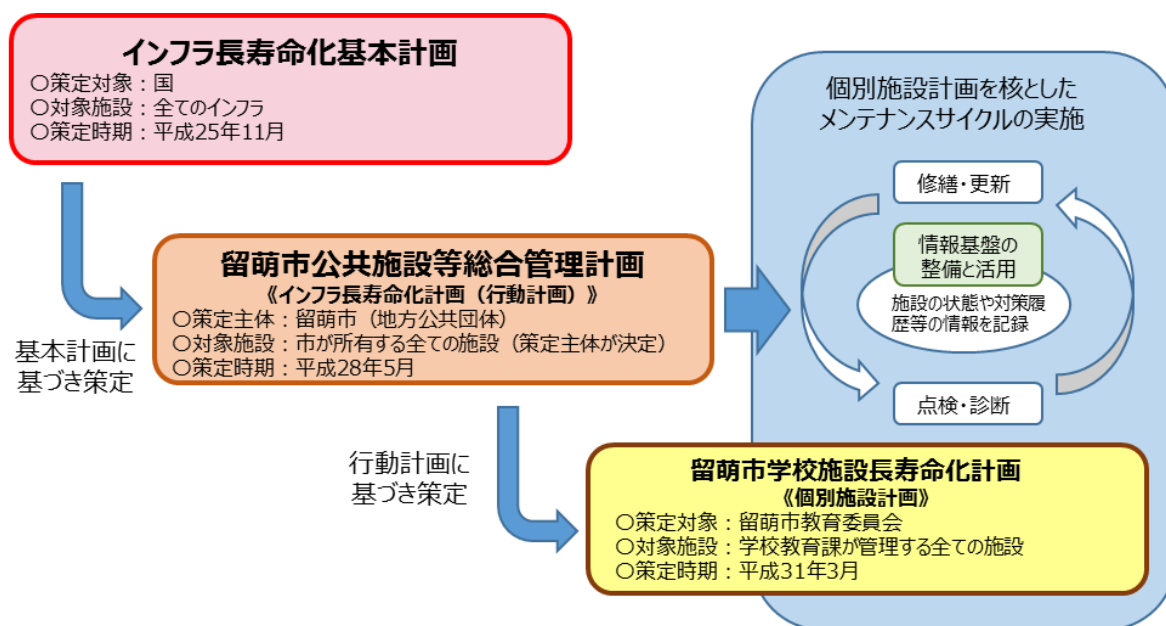 インフラ長寿命化基本計画
〇策定対象：国
〇対象施設：全てのインフラ
〇策定時期：平成25年11月
基本計画に
基づき策定
留萌市公共施設等総合管理計画
《インフラ長寿命化計画（行動計画）》
〇策定主体：留萌市（地方公共団体）
〇対象施設：市が所有する全ての施設（策定主体が決定）
〇策定時期：平成28年5月
行動計画に
基づき策定
個別施設計画を核とした
メンテナンスサイクルの実施
修繕・更新
情報基盤の
整備と活用
施設の状態や対策履
歴等の情報を記録
点検・診断
留萌市学校施設長寿命化計画
《個別施設計画》
〇策定対象：留萌市教育委員会
〇対象施設：学校教育課が管理する全ての施設
〇策定時期：平成31年3月